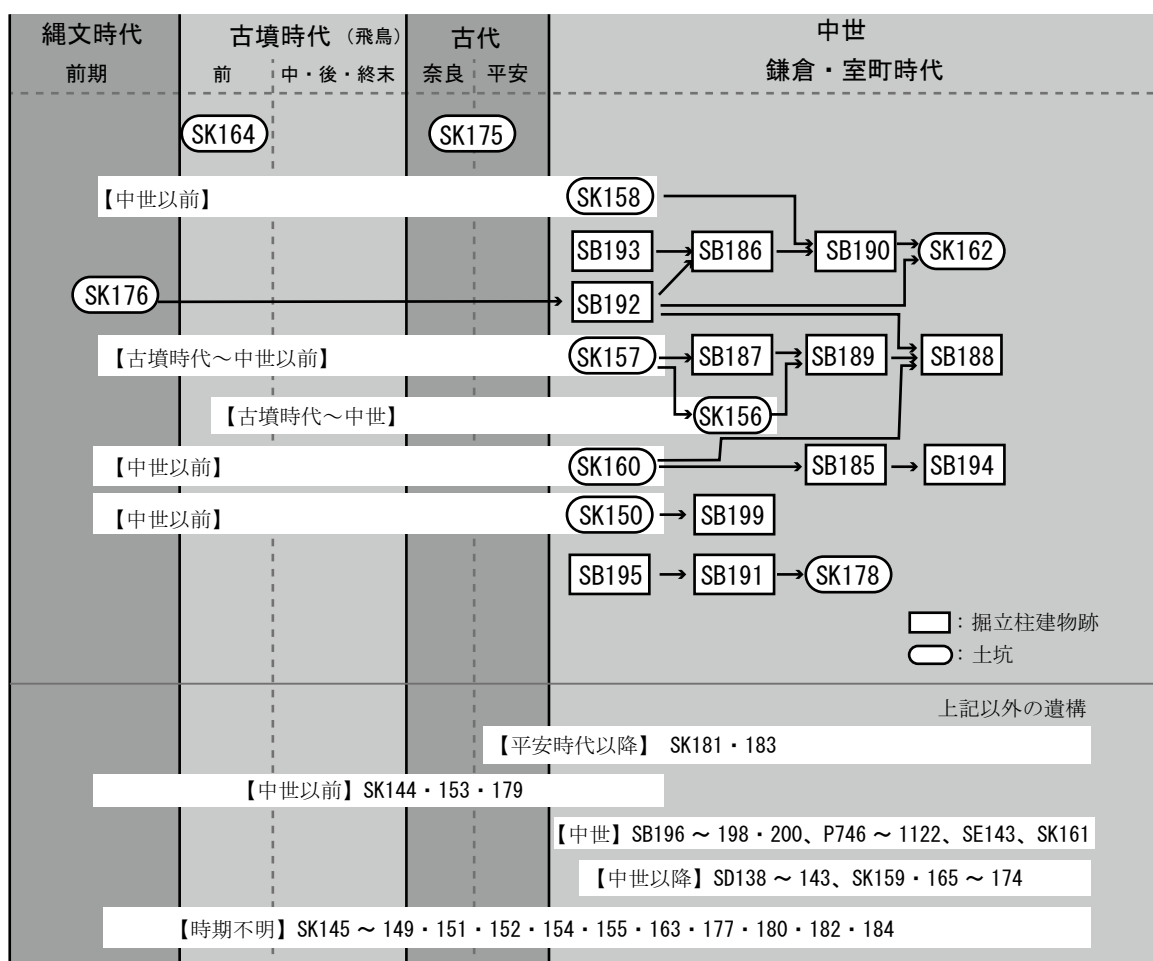 縄文時代 古墳時代（飛鳥） 古代 中世
前期 前 中・後・終末 奈良 平安 鎌倉・室町時代
SK164 SK175
【中世以前】 SK158
SB193 SB186 SB190 SK162
SK176 SB192
【古墳時代～中世以前】 SK157 SB187 SB189 SB188
【古墳時代～中世】 SK156
【中世以前】 SK160 SB185 SB194
【中世以前】 SK150 SB199
SB195 SB191 SK178
：掘立柱建物跡
：土坑
上記以外の遺構
【平安時代以降】 SK181・183
【中世以前】SK144・153・179
【中世】SB196～198・200、P746～1122、SE143、SK161
【中世以降】SD138～143、SK159・165～174
【時期不明】SK145～149・151・152・154・155・163・177・180・182・184